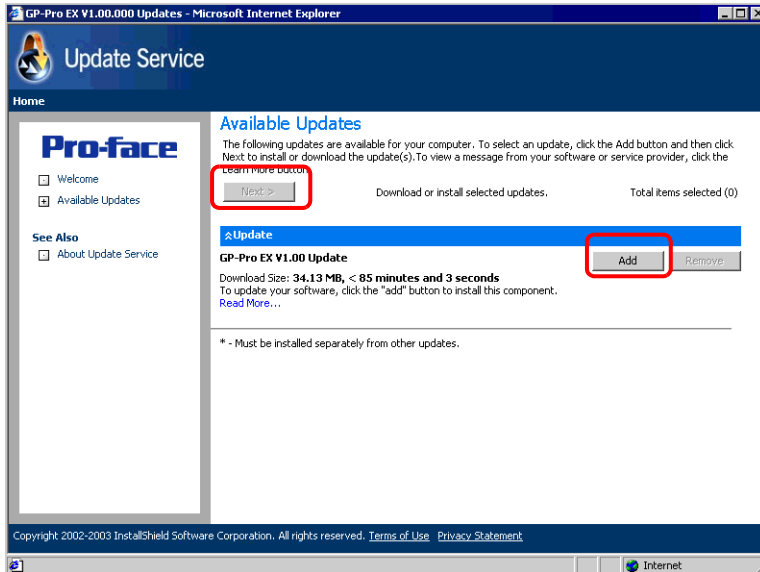 GP-Pro EX V1.00.000 Updates - Microsoft Internet Explorer
Update Service
Home
Pro-face
Welcome
Available Updates
See Also
About Update Service
Available Updates
The following updates are available for your computer. To select an update, click the Add button and then click
Next to install or download the update(s).To view a message from your software or service provider, click the
Learn More button
Next >
Download or install selected updates.
Total items selected (0)
Update
GP-Pro EX V1.00 Update
Add
Remove
Download Size: 34.13 MB, < 85 minutes and 3 seconds
To update your software, click the "add" button to install this component.
Read More...
* - Must be installed separately from other updates.
Copyright 2002-2003 InstallShield Software Corporation. All rights reserved. Terms of Use Privacy Statement
Internet